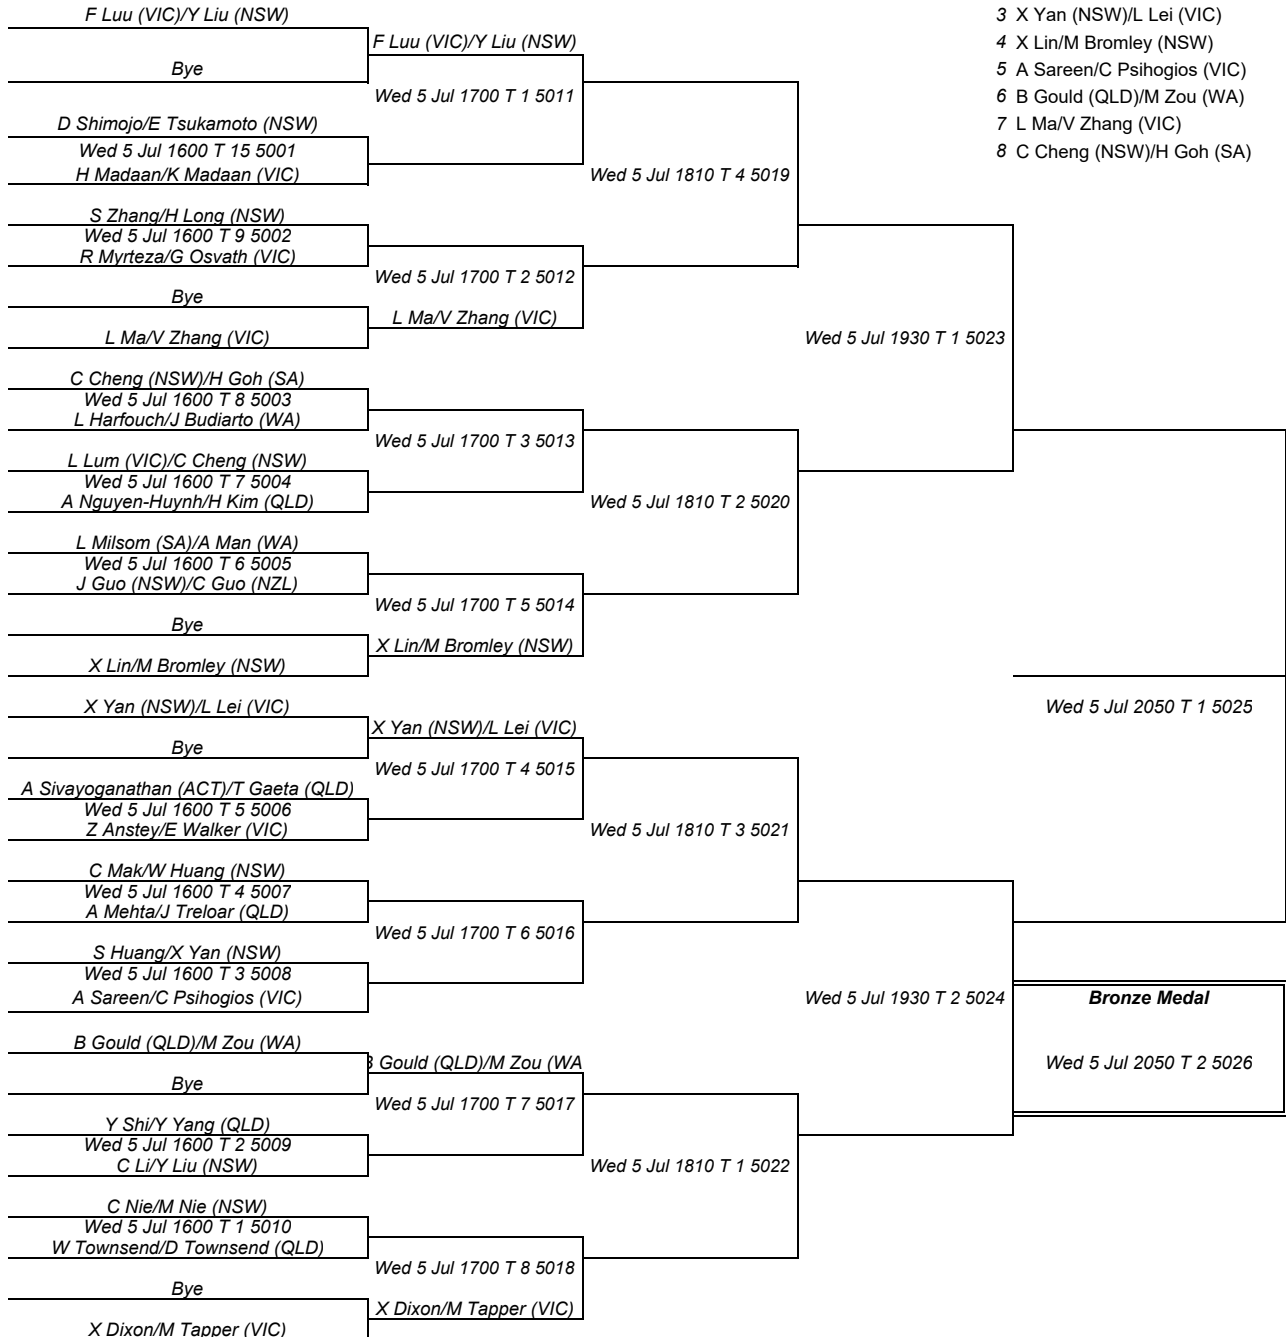 F Luu (VIC)/Y Liu (NSW)
Bye
D Shimojo/E Tsukamoto (NSW)
Wed 5 Jul 1600 T 15 5001
H Madaan/K Madaan (VIC)
S Zhang/H Long (NSW)
Wed 5 Jul 1600 T 9 5002
R Myrteza/G Osvath (VIC)
Bye
L Ma/V Zhang (VIC)
C Cheng (NSW)/H Goh (SA)
Wed 5 Jul 1600 T 8 5003
L Harfouch/J Budiarto (WA)
L Lum (VIC)/C Cheng (NSW)
Wed 5 Jul 1600 T 7 5004
A Nguyen-Huynh/H Kim (QLD)
L Milsom (SA)/A Man (WA)
Wed 5 Jul 1600 T 6 5005
J Guo (NSW)/C Guo (NZL)
Bye
X Lin/M Bromley (NSW)
X Yan (NSW)/L Lei (VIC)
Bye
A Sivayoganathan (ACT)/T Gaeta (QLD)
Wed 5 Jul 1600 T 5 5006
Z Anstey/E Walker (VIC)
C Mak/W Huang (NSW)
Wed 5 Jul 1600 T 4 5007
A Mehta/J Treloar (QLD)
S Huang/X Yan (NSW)
Wed 5 Jul 1600 T 3 5008
A Sareen/C Psihogios (VIC)
B Gould (QLD)/M Zou (WA)
Bye
Y Shi/Y Yang (QLD)
Wed 5 Jul 1600 T 2 5009
C Li/Y Liu (NSW)
C Nie/M Nie (NSW)
Wed 5 Jul 1600 T 1 5010
W Townsend/D Townsend (QLD)
Bye
X Dixon/M Tapper (VIC)
F Luu (VIC)/Y Liu (NSW)
Wed 5 Jul 1700 T 1 5011
Wed 5 Jul 1700 T 2 5012
L Ma/V Zhang (VIC)
Wed 5 Jul 1700 T 3 5013
Wed 5 Jul 1700 T 5 5014
X Lin/M Bromley (NSW)
X Yan (NSW)/L Lei (VIC)
Wed 5 Jul 1700 T 4 5015
Wed 5 Jul 1700 T 6 5016
B Gould (QLD)/M Zou (WA
Wed 5 Jul 1700 T 7 5017
Wed 5 Jul 1700 T 8 5018
X Dixon/M Tapper (VIC)
Wed 5 Jul 1810 T 4 5019
Wed 5 Jul 1810 T 2 5020
Wed 5 Jul 1810 T 3 5021
Wed 5 Jul 1810 T 1 5022
Wed 5 Jul 1930 T 1 5023
Wed 5 Jul 1930 T 2 5024
3 X Yan (NSW)/L Lei (VIC)
4 X Lin/M Bromley (NSW)
5 A Sareen/C Psihogios (VIC)
6 B Gould (QLD)/M Zou (WA)
7 L Ma/V Zhang (VIC)
8 C Cheng (NSW)/H Goh (SA)
Wed 5 Jul 2050 T 1 5025
Bronze Medal
Wed 5 Jul 2050 T 2 5026